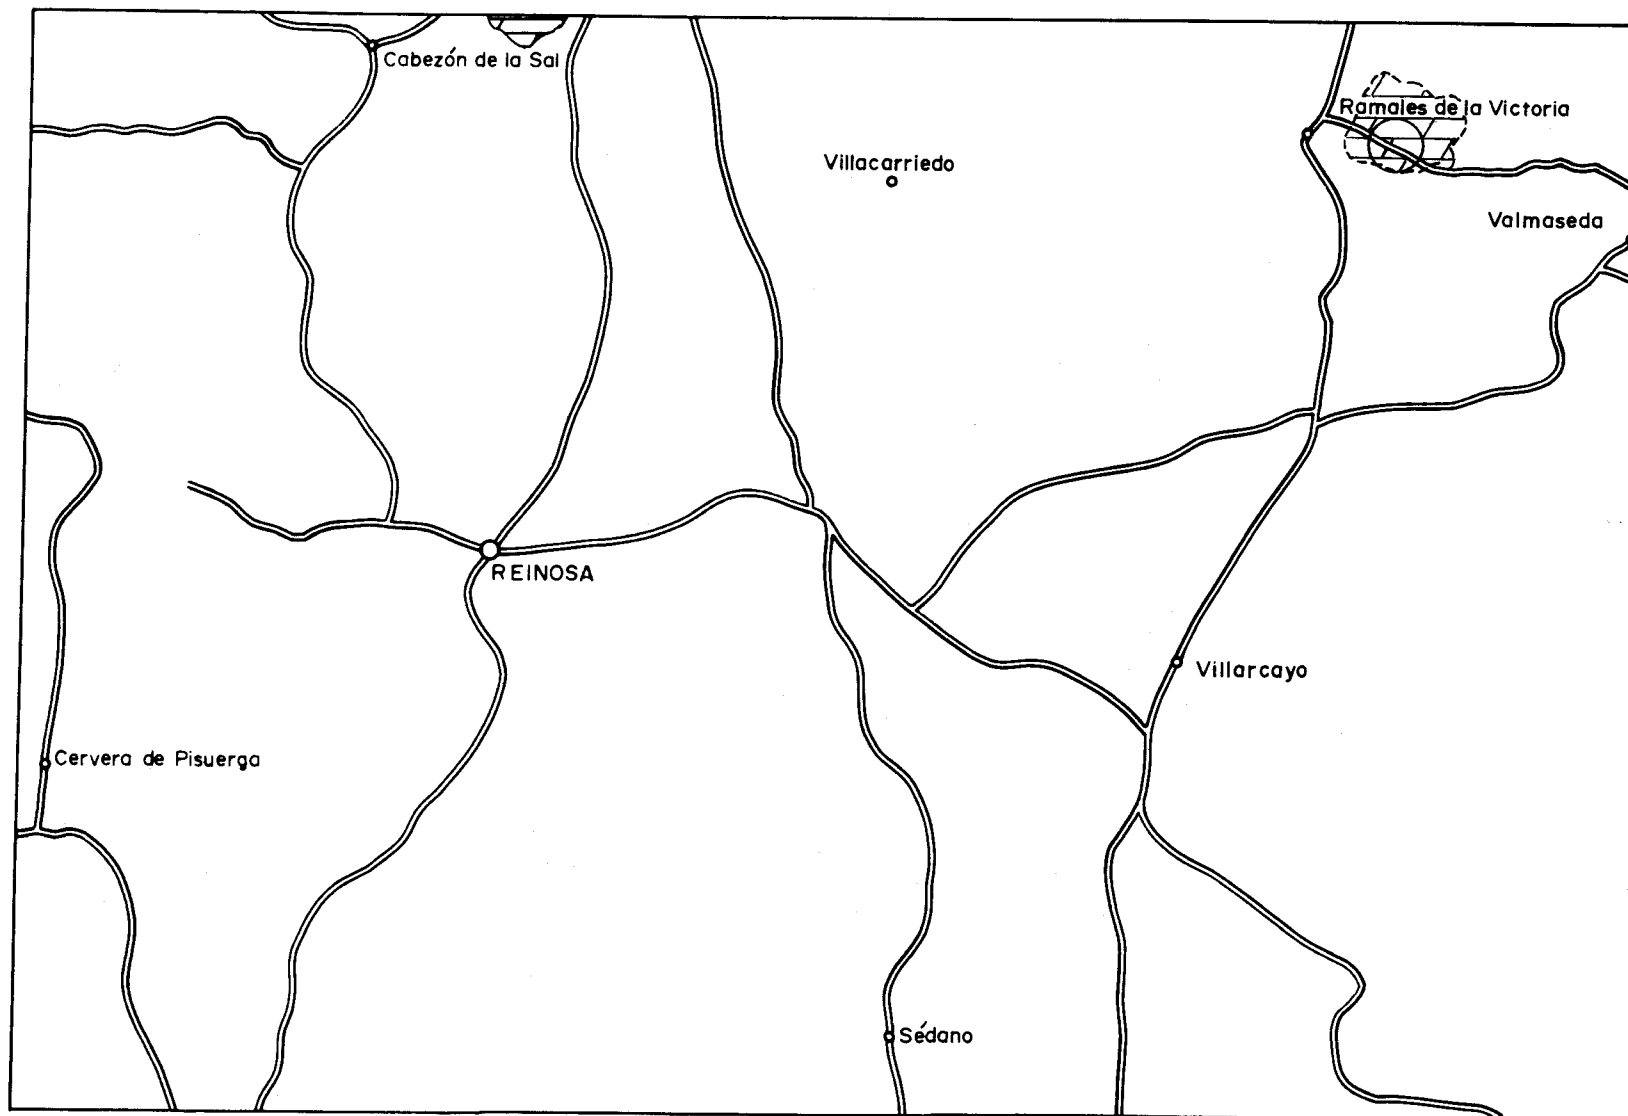 Cabezón de la Sal
Ramales de la Victoria
Villacarriedo
Valmaseda
REINOSA
Villarcayo
Cervera de Pisuerga
Sédano